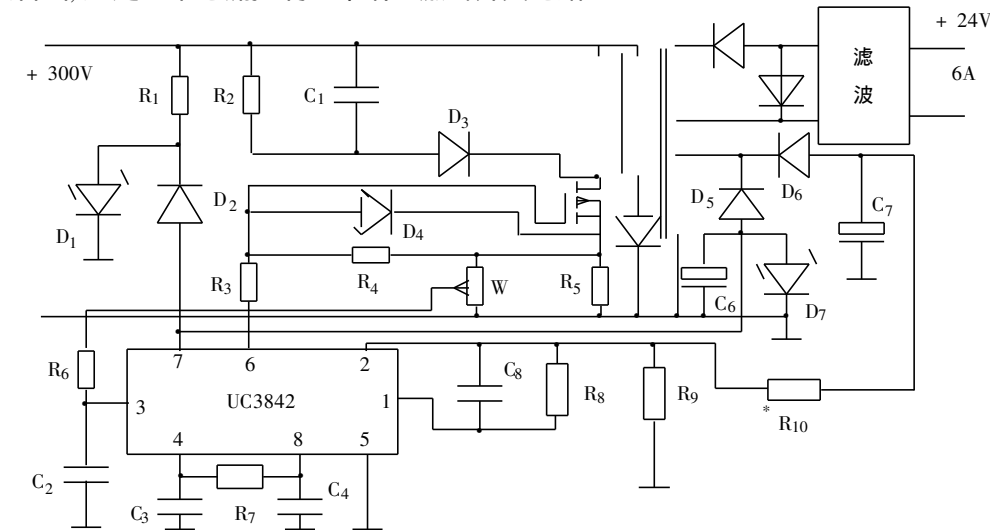 + 24V
+ 300V
滤
波
6A
R1
R2
C1
D3
D2
D1
D4
D5
D6
C7
R3
R4
W
R5
C6
D7
R6
7
6
2
C8
R8
R9
UC3842
1
3
* R10
4
8
5
C2
C3
R7
C4